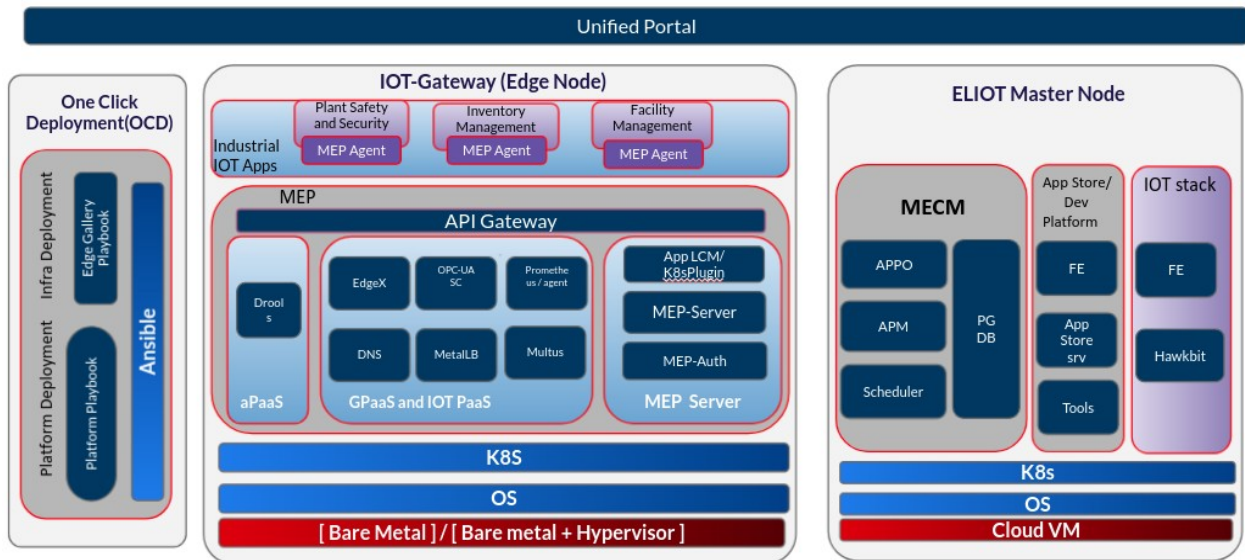 Unified Portal
One Click
Deployment(OCD)
Infra Deployment
Edge Gallery
Playbook
Platform Deployment
Platform Playbook
Ansible
IOT-Gateway (Edge Node)
Industrial
IOT Apps
Plant Safety
and Security
MEP Agent
Inventory
Management
MEP Agent
Facility
Management
MEP Agent
MEP
API Gateway
Drool
s
aPaaS
EdgeX
OPC-UA
SC
Promethe
us / agent
DNS
MetalLB
Multus
GPaaS and IOT PaaS
App LCM/
K8sPlugin
MEP-Server
MEP-Auth
MEP Server
K8S
OS
[ Bare Metal ] / [ Bare metal + Hypervisor ]
ELIOT Master Node
MECM
APPO
APM
Scheduler
PG
DB
App Store/
Dev
Platform
FE
App
Store
srv
Tools
IOT stack
FE
Hawkbit
K8s
OS
Cloud VM